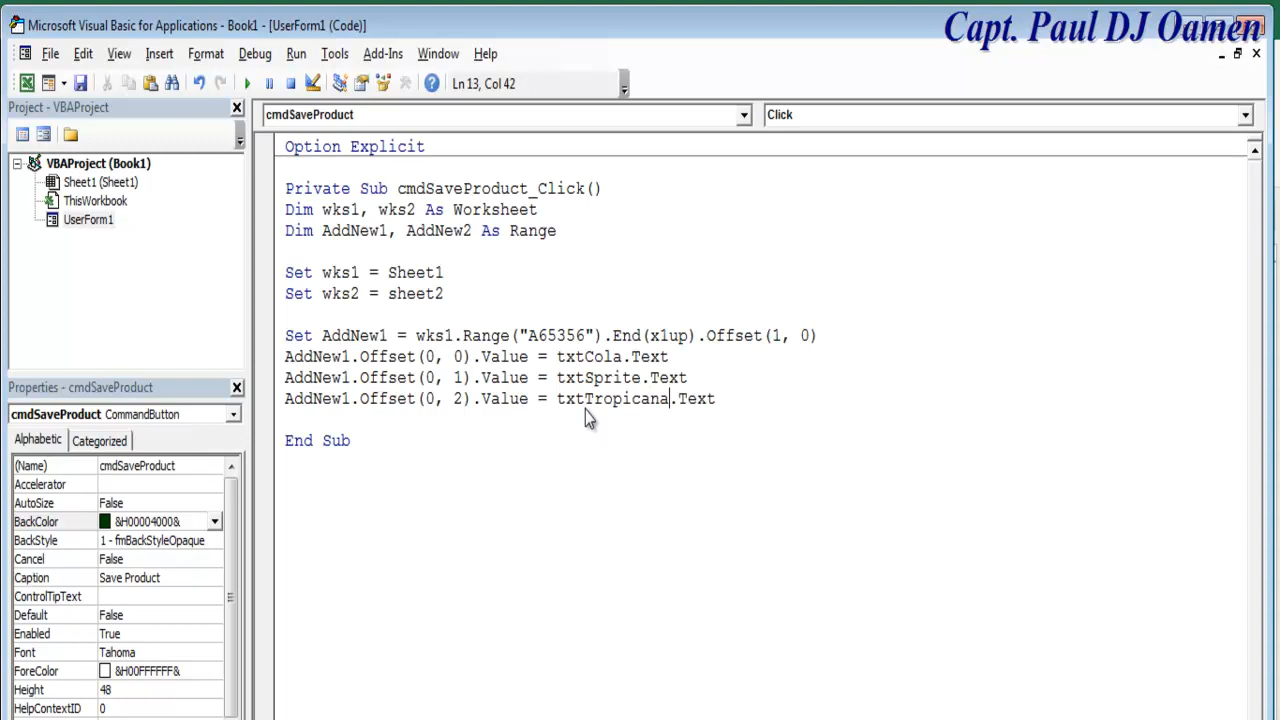 Microsoft Visual Basic for Applications - Book1 - [UserForm1 (Code)]
Capt. Paul DJ Oamen
File Edit View Insert Format Debug Run Tools Add-Ins Window Help
Ln 13, Col 42
Project - VBAProject
cmdSaveProduct
Click
VBAProject (Book1)
Sheet1 (Sheet1)
ThisWorkbook
UserForm1
Option Explicit
Private Sub cmdSaveProduct_Click()
Dim wks1, wks2 As Worksheet
Dim AddNew1, AddNew2 As Range
Set wks1 = Sheet1
Set wks2 = sheet2
Set AddNew1 = wks1.Range("A65356").End(x1up).Offset(1, 0)
AddNew1.Offset(0, 0).Value = txtCola.Text
AddNew1.Offset(0, 1).Value = txtSprite.Text
AddNew1.Offset(0, 2).Value = txtTropicana.Text
End Sub
Properties - cmdSaveProduct
cmdSaveProduct CommandButton
Alphabetic Categorized
(Name) cmdSaveProduct
Accelerator
AutoSize False
BackColor &H00004000&
BackStyle 1 - fmBackStyleOpaque
Cancel False
Caption Save Product
ControlTipText
Default False
Enabled True
Font Tahoma
ForeColor &H00FFFFFF&
Height 48
HelpContextID 0